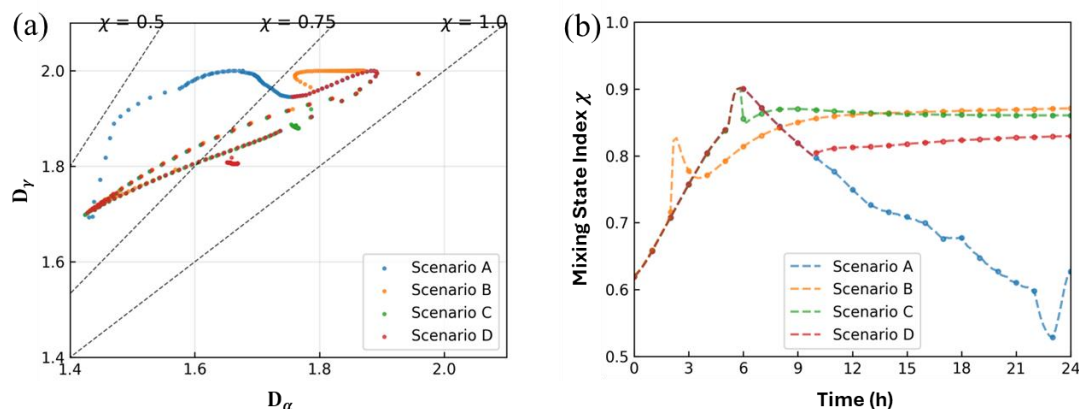 (a)
χ = 0.5
χ = 0.75
χ = 1.0
2.0
1.8
1.6
1.4
Dγ
1.4
1.6
1.8
2.0
Dα
Scenario A
Scenario B
Scenario C
Scenario D
(b)
1.0
0.9
0.8
0.7
0.6
0.5
Mixing State Index χ
0
3
6
9
12
15
18
21
24
Time (h)
Scenario A
Scenario B
Scenario C
Scenario D